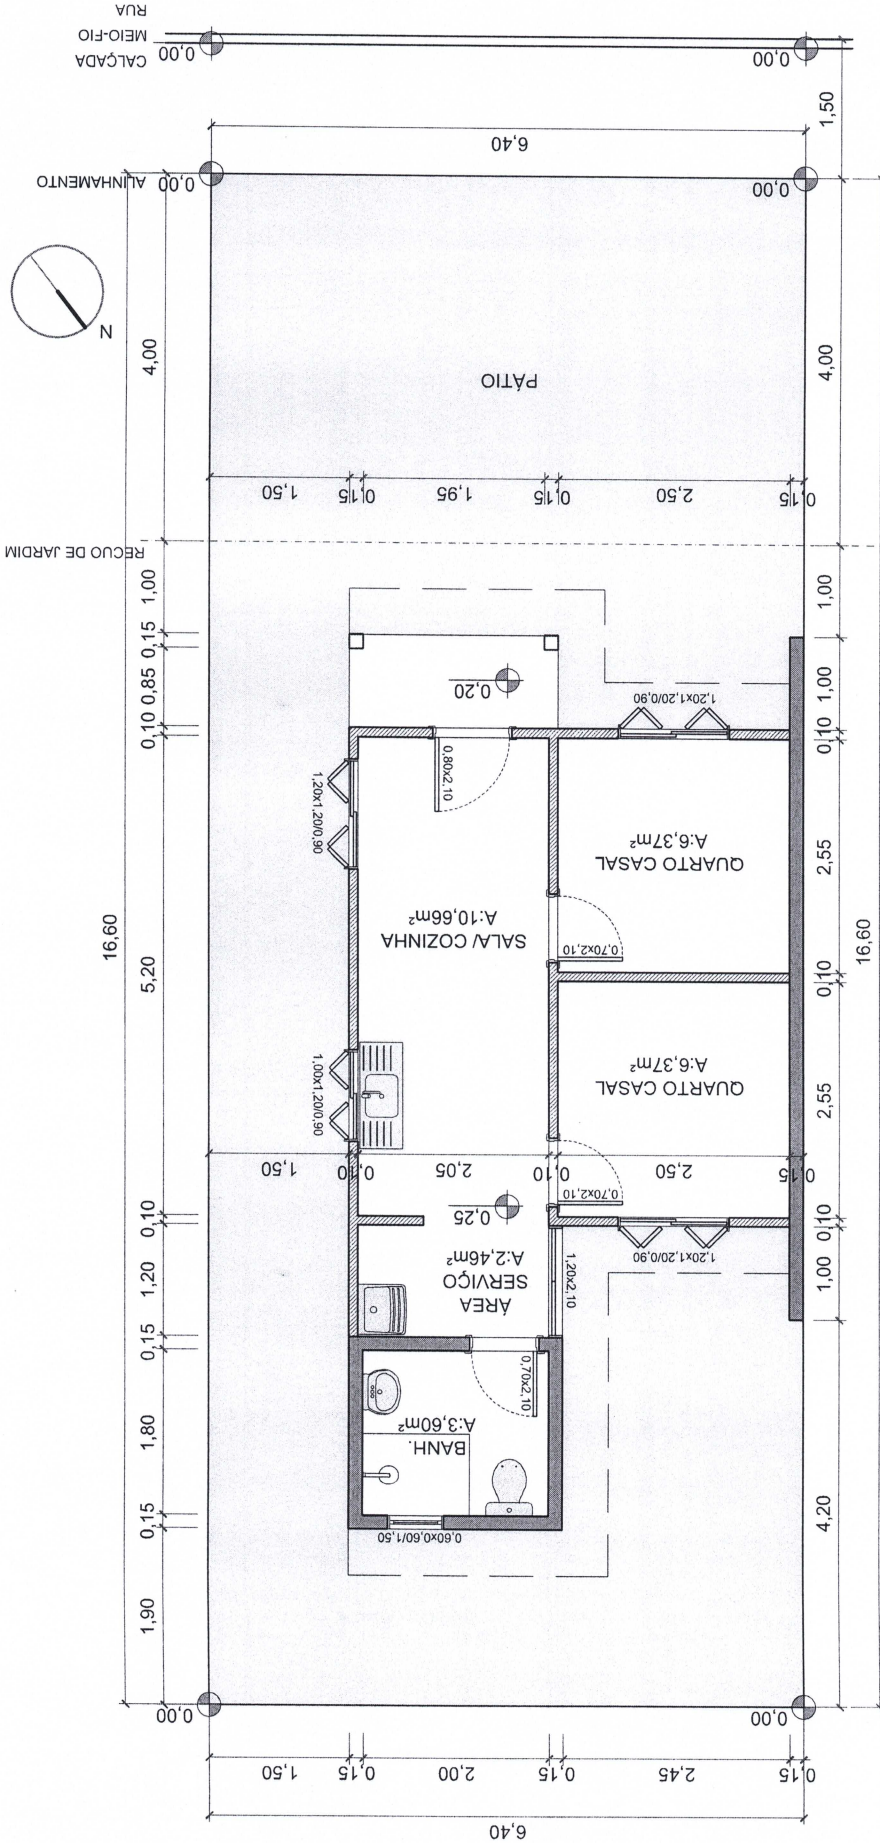 RUA
MEIO-FIO
CALÇADA
0,00
0,00
1,50
6,40
ALINHAMENTO
0,00
0,00
N
4,00
4,00
PÁTIO
1,50
0,15
1,95
0,15
2,50
0,15
RECUO DE JARDIM
1,00
0,15
0,85
0,10
1,00
1,00
0,10
0,20
1,20x1,20/0,90
0,80x2,10
1,20x1,20/0,90
QUARTO CASAL
A:6,37m²
2,55
SALA/ COZINHA
A:10,66m²
0,70x2,10
16,60
5,20
0,10
16,60
1,00x1,20/0,90
QUARTO CASAL
A:6,37m²
2,55
1,50
0,10
2,05
0,10
2,50
0,15
0,70x2,10
0,25
0,10
0,10
1,20x1,20/0,90
ÁREA
SERVIÇO
A:2,46m²
1,20x2,10
1,20
1,00
0,15
0,70x2,10
BANH.
A:3,60m²
1,80
0,15
0,60x0,60/1,50
4,20
1,90
0,00
0,00
1,50
0,15
2,00
0,15
2,45
0,15
6,40